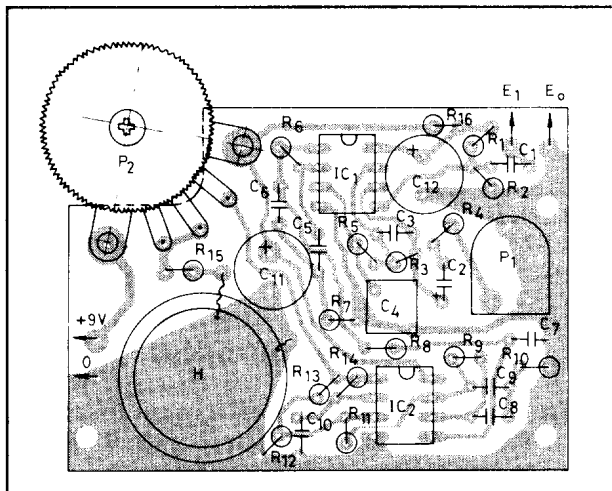 E1 Eo
R6 R16 R1 C1
P2 IC1 C12 R2
C6 R5 C3 R4
C5 R3 P1
R15 C11 C2
R7 C4 C7
+9V
0 H R14 R8 R9 R10
R13 C9
C10 R11 IC2 C8
R12
+
+
+